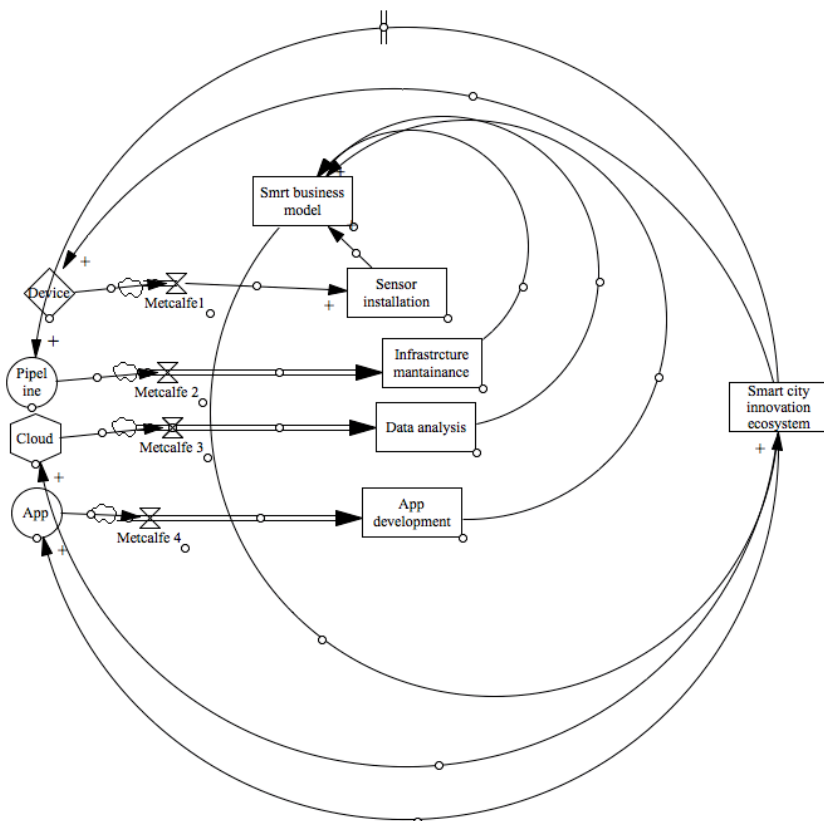 Smrt business
model
+
+
+
Device
Metcalfe1
Sensor
installation
+
+
Pipel
ine
Metcalfe 2
Infrastrcture
mantainance
Smart city
innovation
ecosystem
+
Cloud
Metcalfe 3
Data analysis
+
App
Metcalfe 4
App
development
+